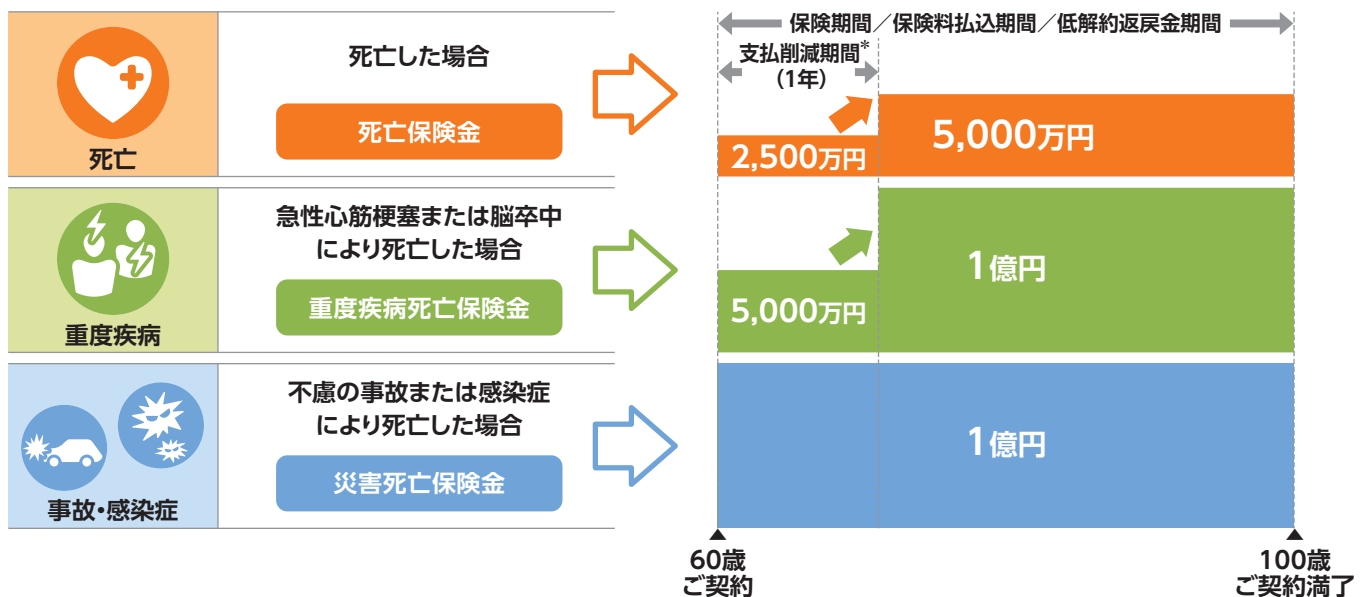 死亡
死亡した場合
死亡保険金
重度疾病
急性心筋梗塞または脳卒中
により死亡した場合
重度疾病死亡保険金
事故・感染症
不慮の事故または感染症
により死亡した場合
災害死亡保険金
保険期間／保険料払込期間／低解約返戻金期間
支払削減期間*
（1年）
2,500万円
5,000万円
5,000万円
1億円
1億円
60歳
ご契約
100歳
ご契約満了